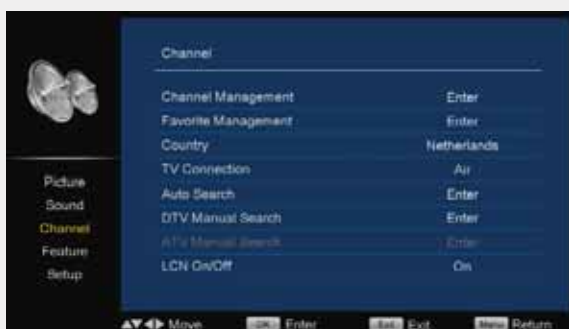 Channel
Channel Management Enter
Favorite Management Enter
Country Netherlands
TV Connection Air
Auto Search Enter
DTV Manual Search Enter
ATV Manual Search Enter
LCN On/Off On
Picture
Sound
Channel
Feature
Setup
Move OK Enter Exit Exit Menu Return